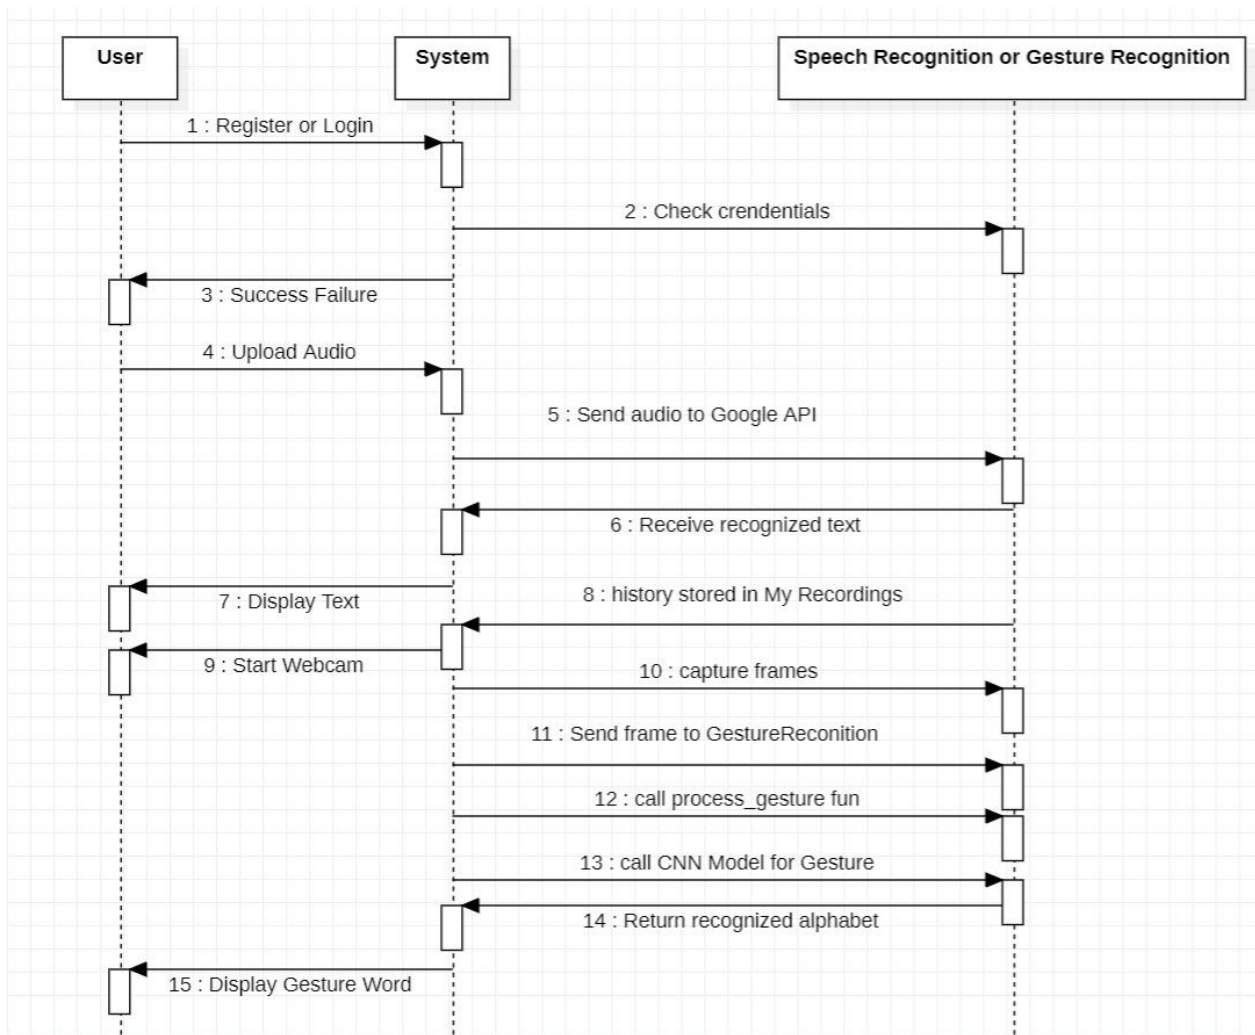 User
System
Speech Recognition or Gesture Recognition
1 : Register or Login
2 : Check crendentials
3 : Success Failure
4 : Upload Audio
5 : Send audio to Google API
6 : Receive recognized text
7 : Display Text
8 : history stored in My Recordings
9 : Start Webcam
10 : capture frames
11 : Send frame to GestureReconition
12 : call process_gesture fun
13 : call CNN Model for Gesture
14 : Return recognized alphabet
15 : Display Gesture Word